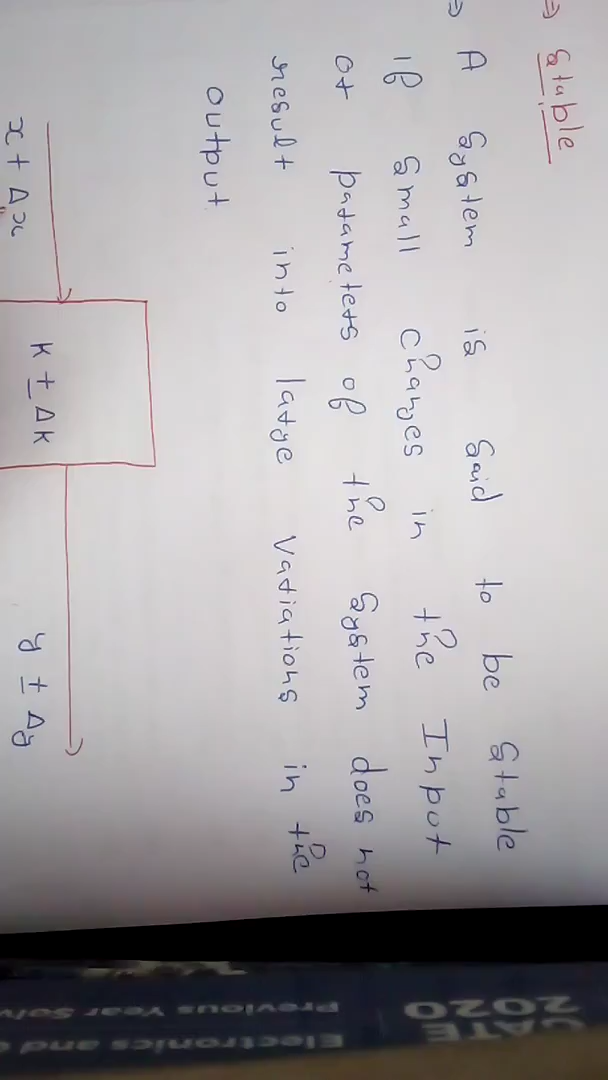 ⇒ Stable
⇒ A system is said to be stable
if small changes in the Input
or parameters of the system does not
result into large variations in the
output
x + Δx
K ± ΔK
y ± Δy
GATE
2020
Previous Year Solv
Electronics and